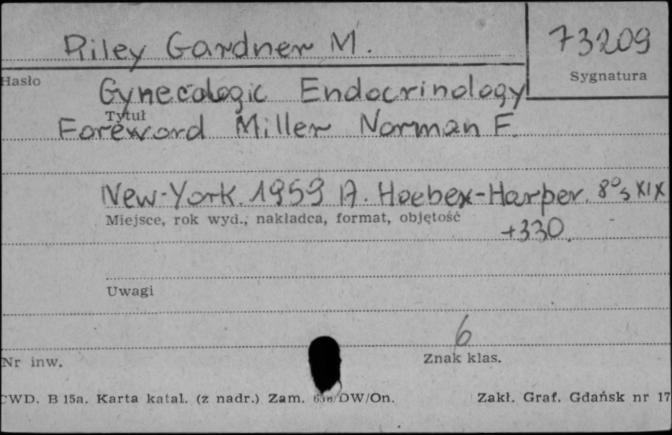 Riley Gardner M.
73209
Hasło
Sygnatura
Gynecologic Endocrinology
Tytuł
Foreword Miller Norman F.
New-York. 1959 A. Hoebex-Harper. 8° s XIX
Miejsce, rok wyd., nakładca, format, objętość
+330.
Uwagi
6
Nr inw.
Znak klas.
CWD. B 15a. Karta katal. (z nadr.) Zam. DW/On.
Zakł. Graf. Gdańsk nr 17